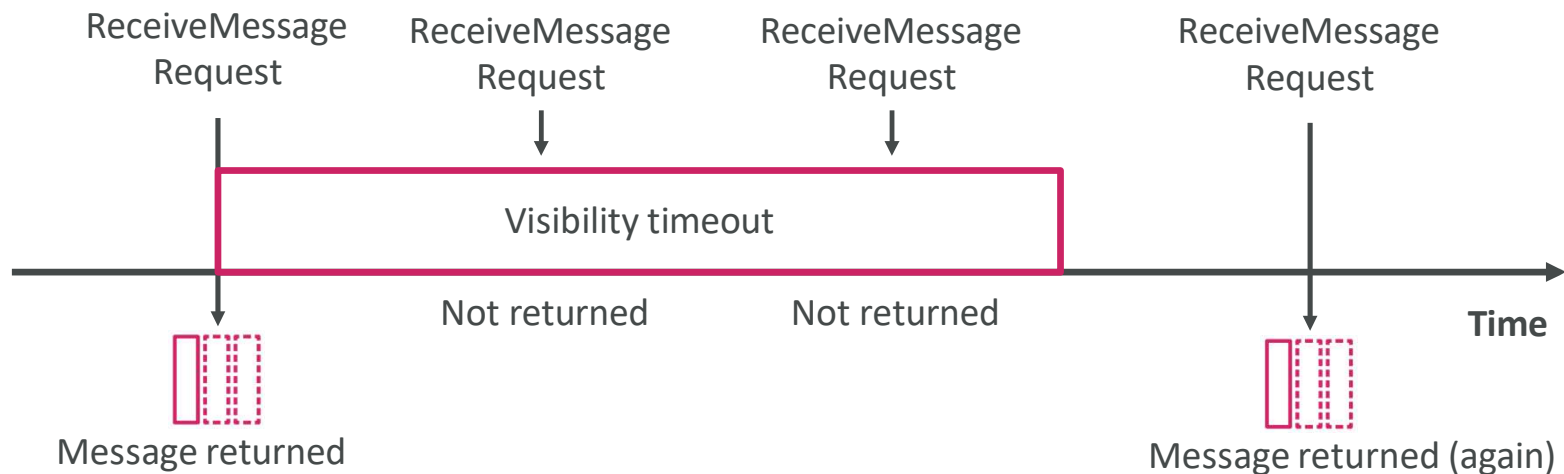 ReceiveMessage
Request
ReceiveMessage
Request
ReceiveMessage
Request
ReceiveMessage
Request
Visibility timeout
Not returned
Not returned
Time
Message returned
Message returned (again)